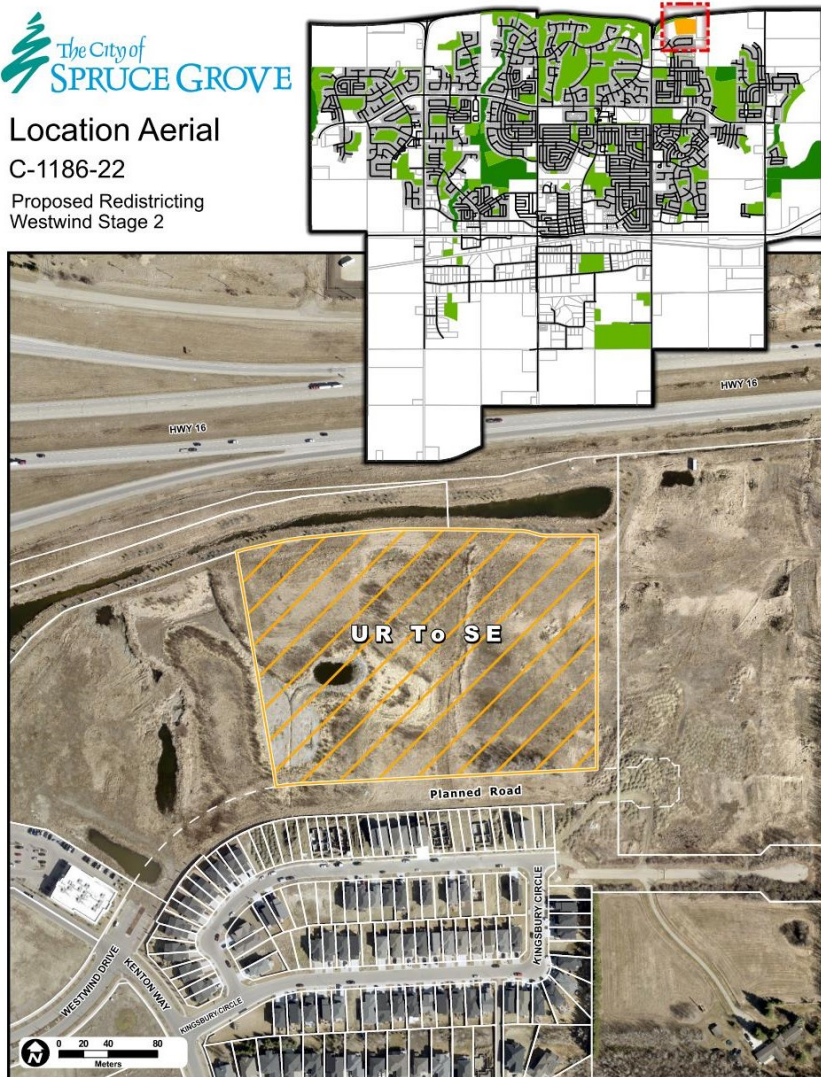 The City of
SPRUCE GROVE
Location Aerial
C-1186-22
Proposed Redistricting
Westwind Stage 2
HWY 16
HWY 16
UR To SE
Planned Road
KINGSBURY CIRCLE
WESTWIND DRIVE
KENTON WAY
KINGSBURY CIRCLE
N
0 20 40 80
Meters